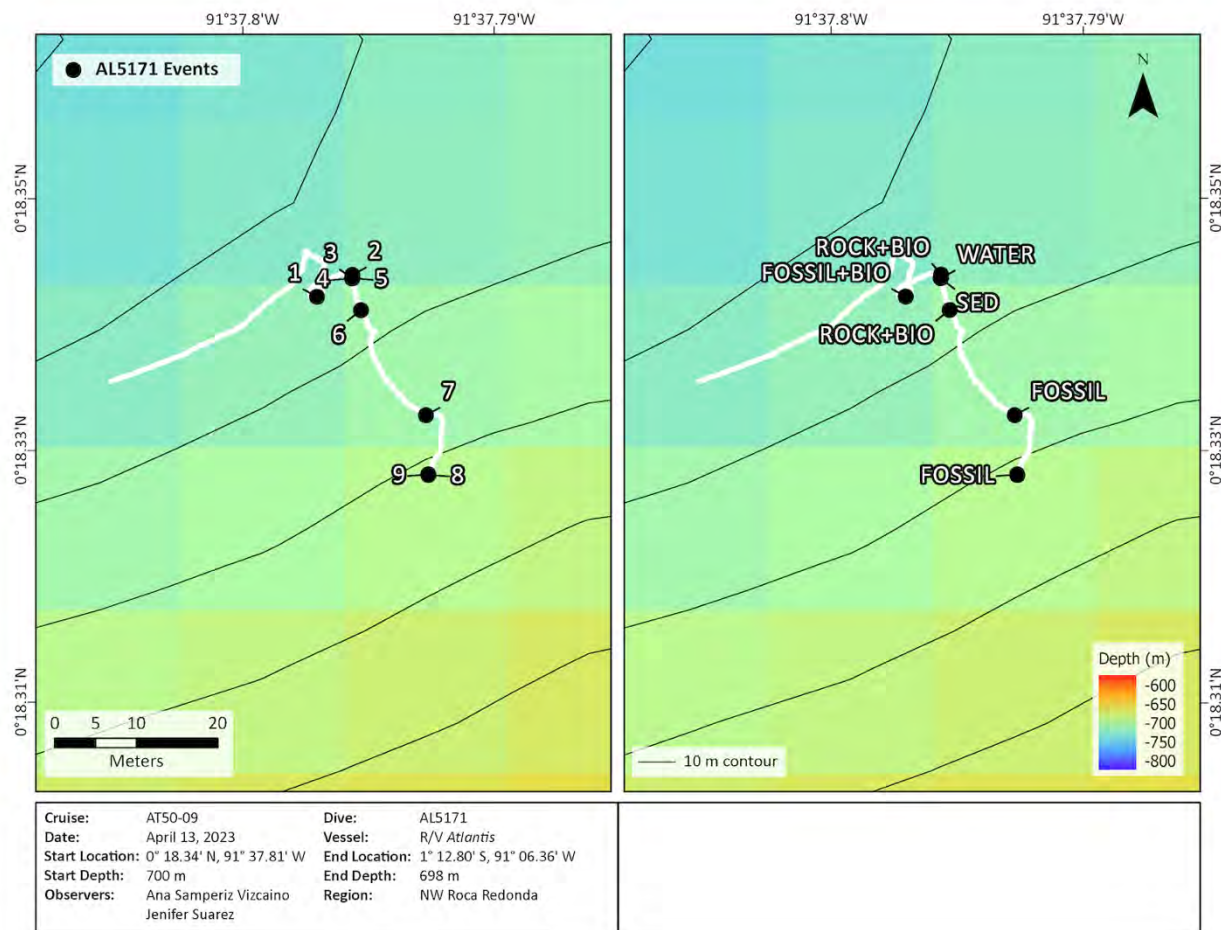 91°37.8'W
91°37.79'W
91°37.8'W
91°37.79'W
AL5171 Events
N
0°18.35'N
0°18.35'N
3
2
1
4
5
6
7
9
8
ROCK+BIO
WATER
FOSSIL+BIO
SED
ROCK+BIO
FOSSIL
FOSSIL
0°18.33'N
0°18.33'N
0°18.31'N
0°18.31'N
0 5 10 20
Meters
10 m contour
Depth (m)
-600
-650
-700
-750
-800
Cruise: AT50-09 Dive: AL5171
Date: April 13, 2023 Vessel: R/V Atlantis
Start Location: 0° 18.34' N, 91° 37.81' W End Location: 1° 12.80' S, 91° 06.36' W
Start Depth: 700 m End Depth: 698 m
Observers: Ana Samperiz Vizcaino Region: NW Roca Redonda
Jenifer Suarez